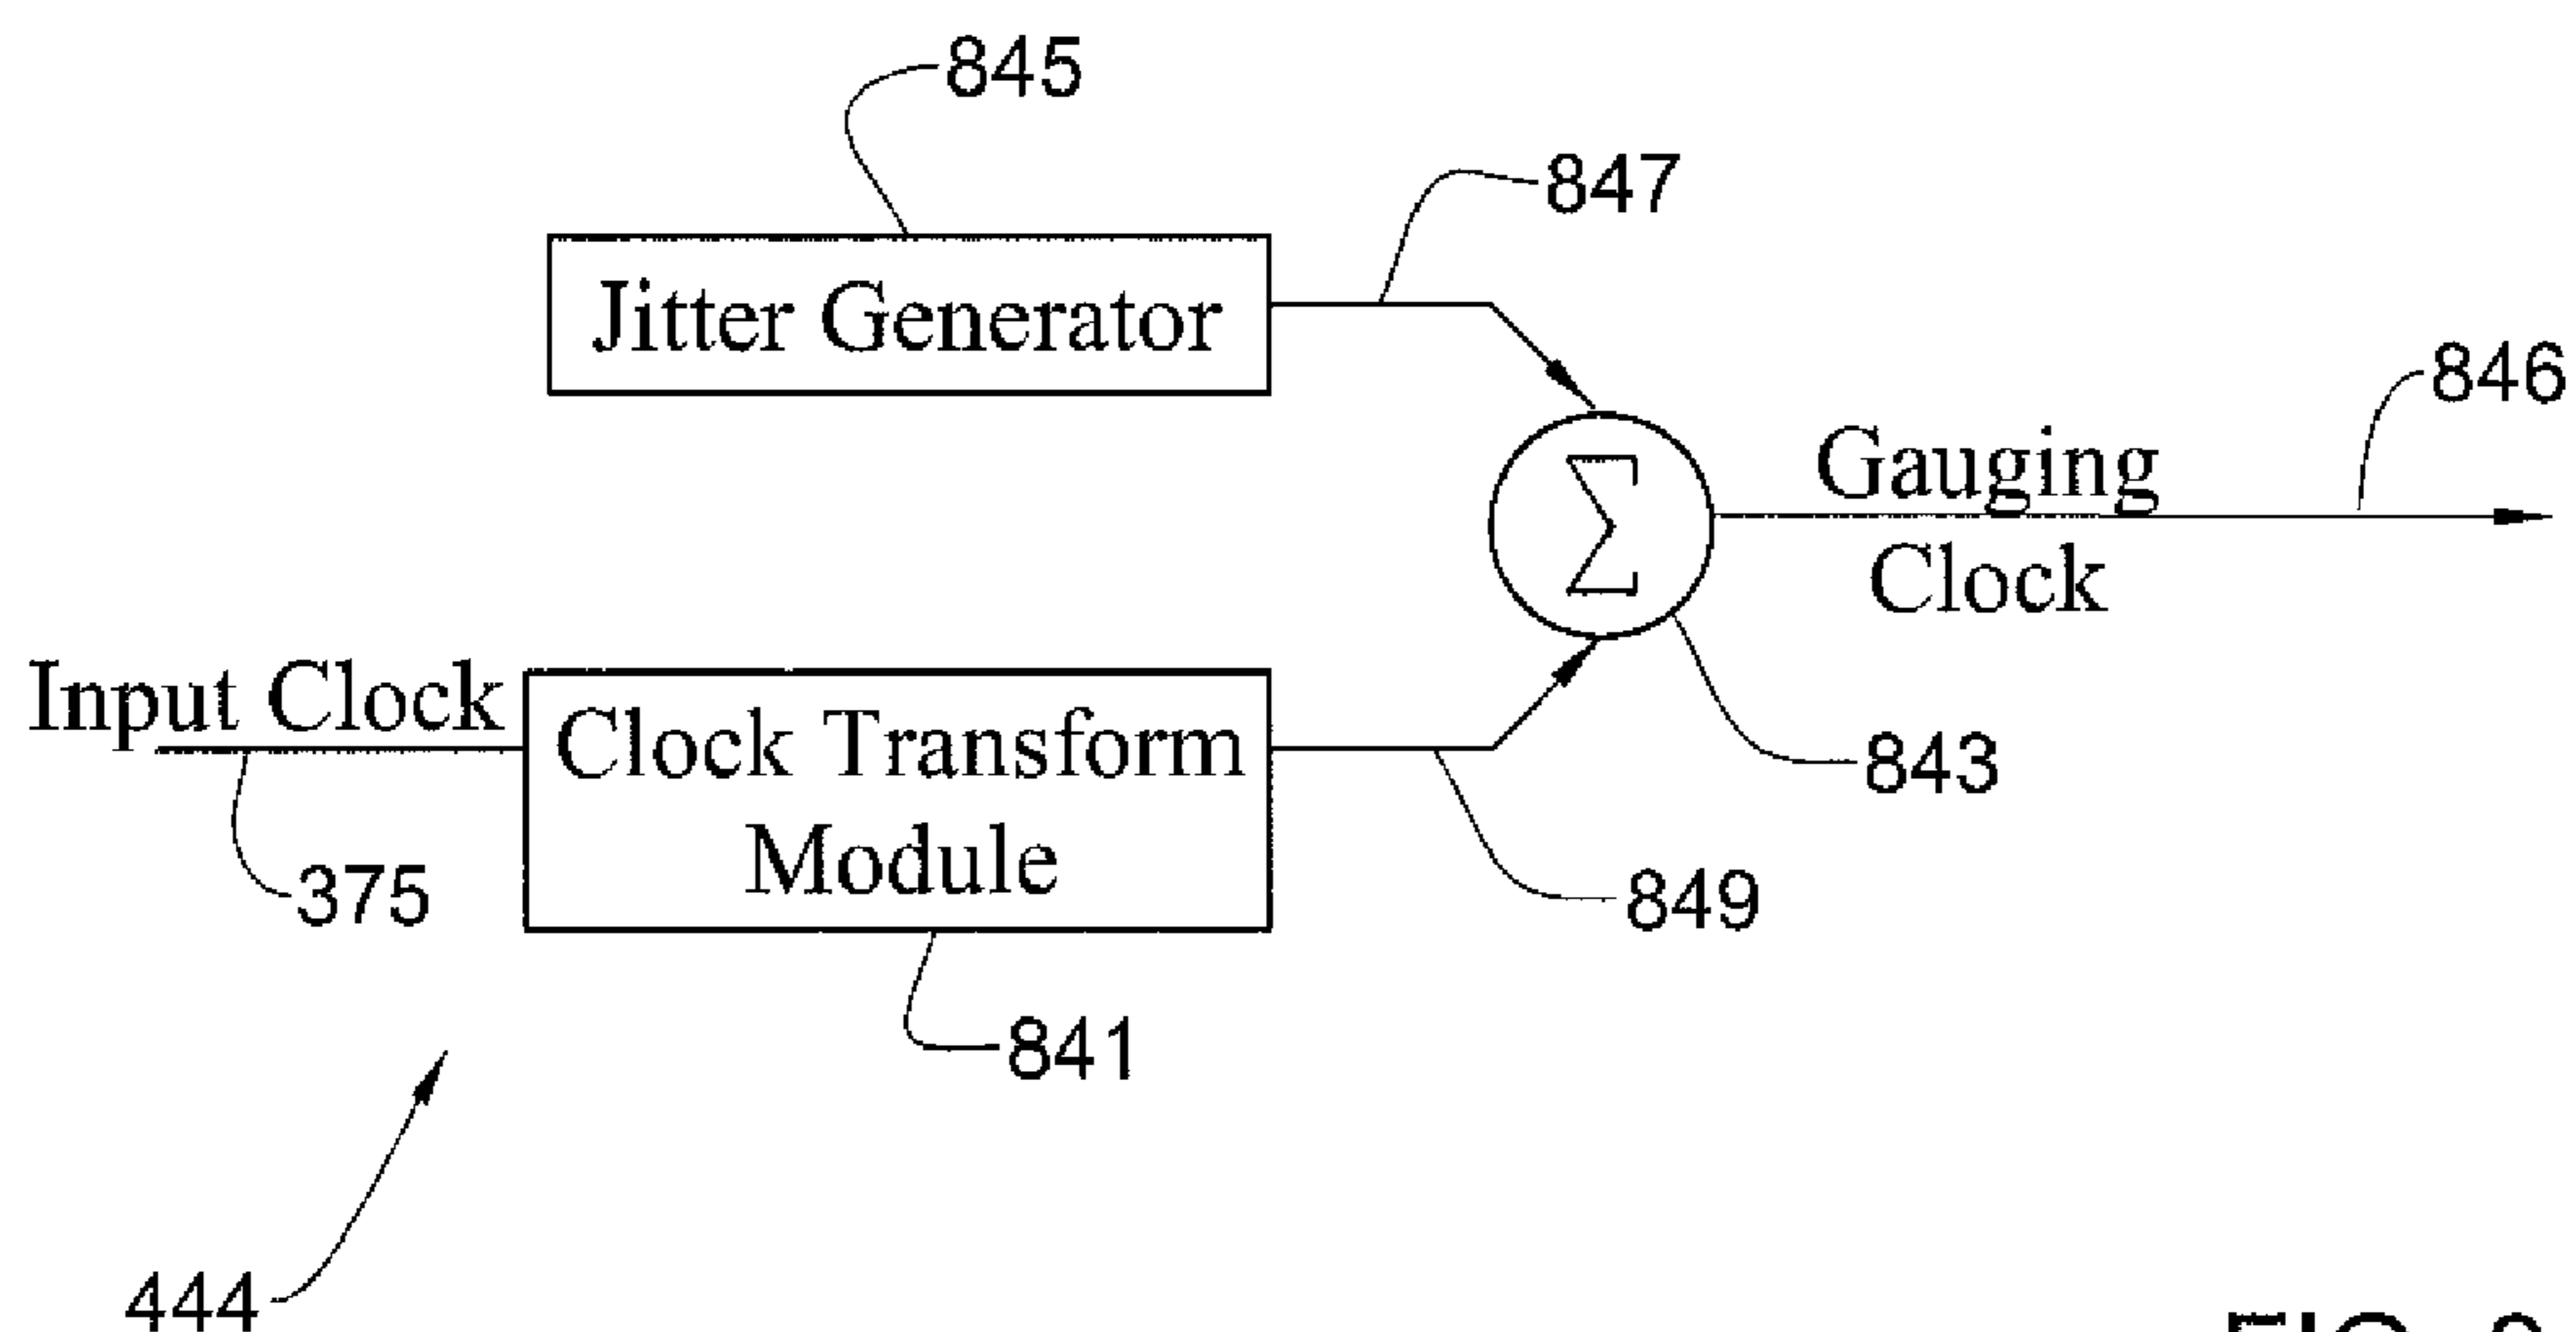 845
847
Jitter Generator
846
Gauging
Clock
Σ
Input Clock
Clock Transform
Module
843
375
849
841
444